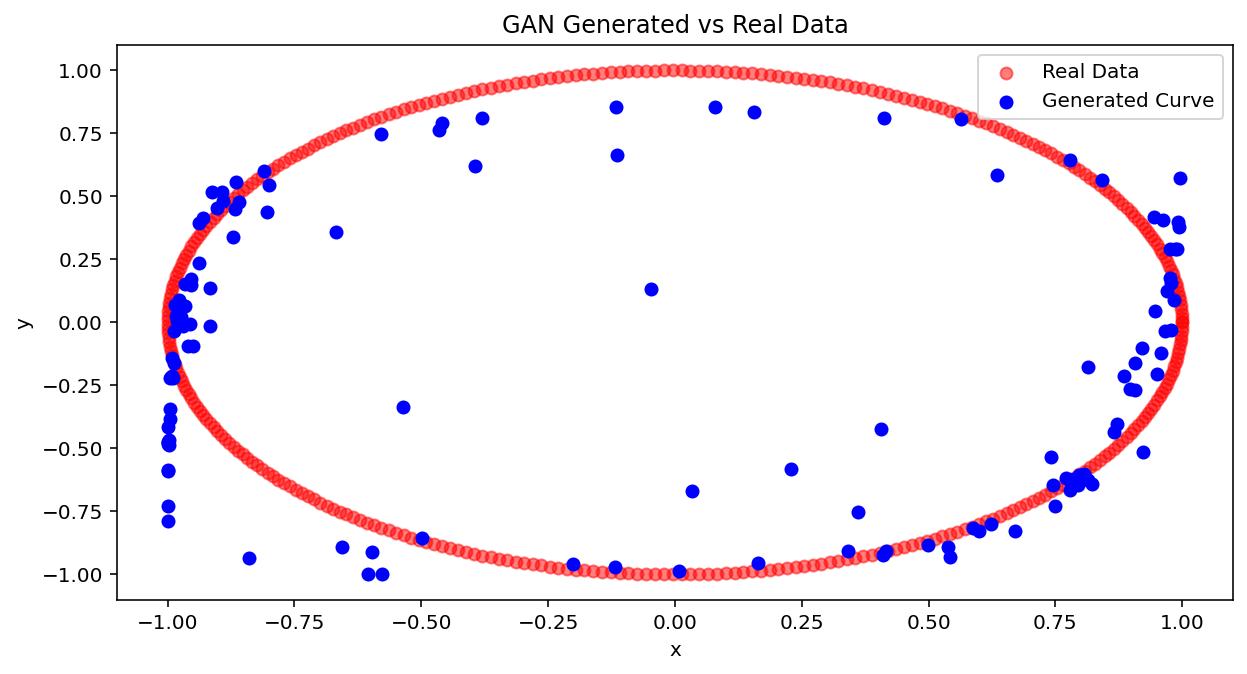 GAN Generated vs Real Data
Real Data
Generated Curve
1.00
0.75
0.50
0.25
0.00
−0.25
−0.50
−0.75
−1.00
y
−1.00 −0.75 −0.50 −0.25 0.00 0.25 0.50 0.75 1.00
x